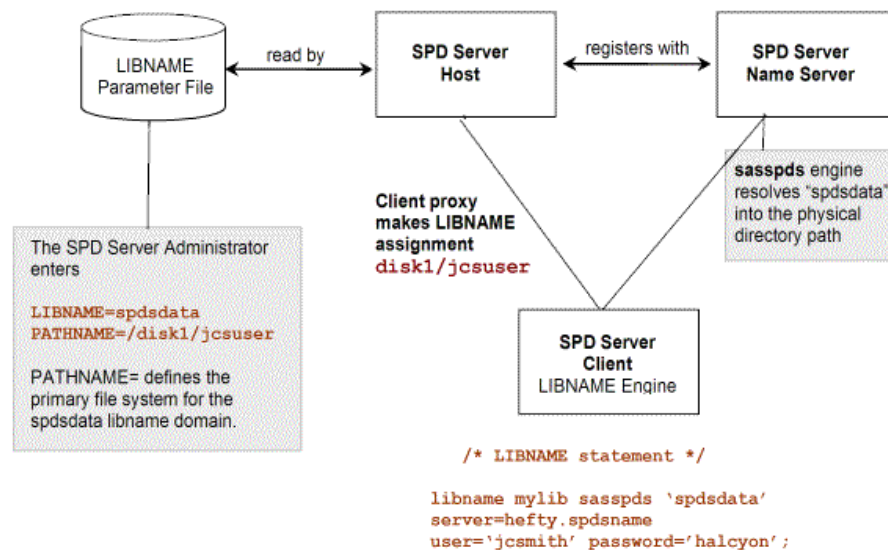 LIBNAME
Parameter File
read by
SPD Server
Host
registers with
SPD Server
Name Server
The SPD Server Administrator
enters
LIBNAME=spdsdata
PATHNAME=/disk1/jcsuser
PATHNAME= defines the
primary file system for the
spdsdata libname domain.
Client proxy
makes LIBNAME
assignment
disk1/jcsuser
sasspds engine
resolves “spdsdata”
into the physical
directory path
SPD Server
Client
LIBNAME Engine
/* LIBNAME statement */
libname mylib sasspds ‘spdsdata’
server=hefty.spdsname
user=‘jcsmith’ password=’halcyon’;